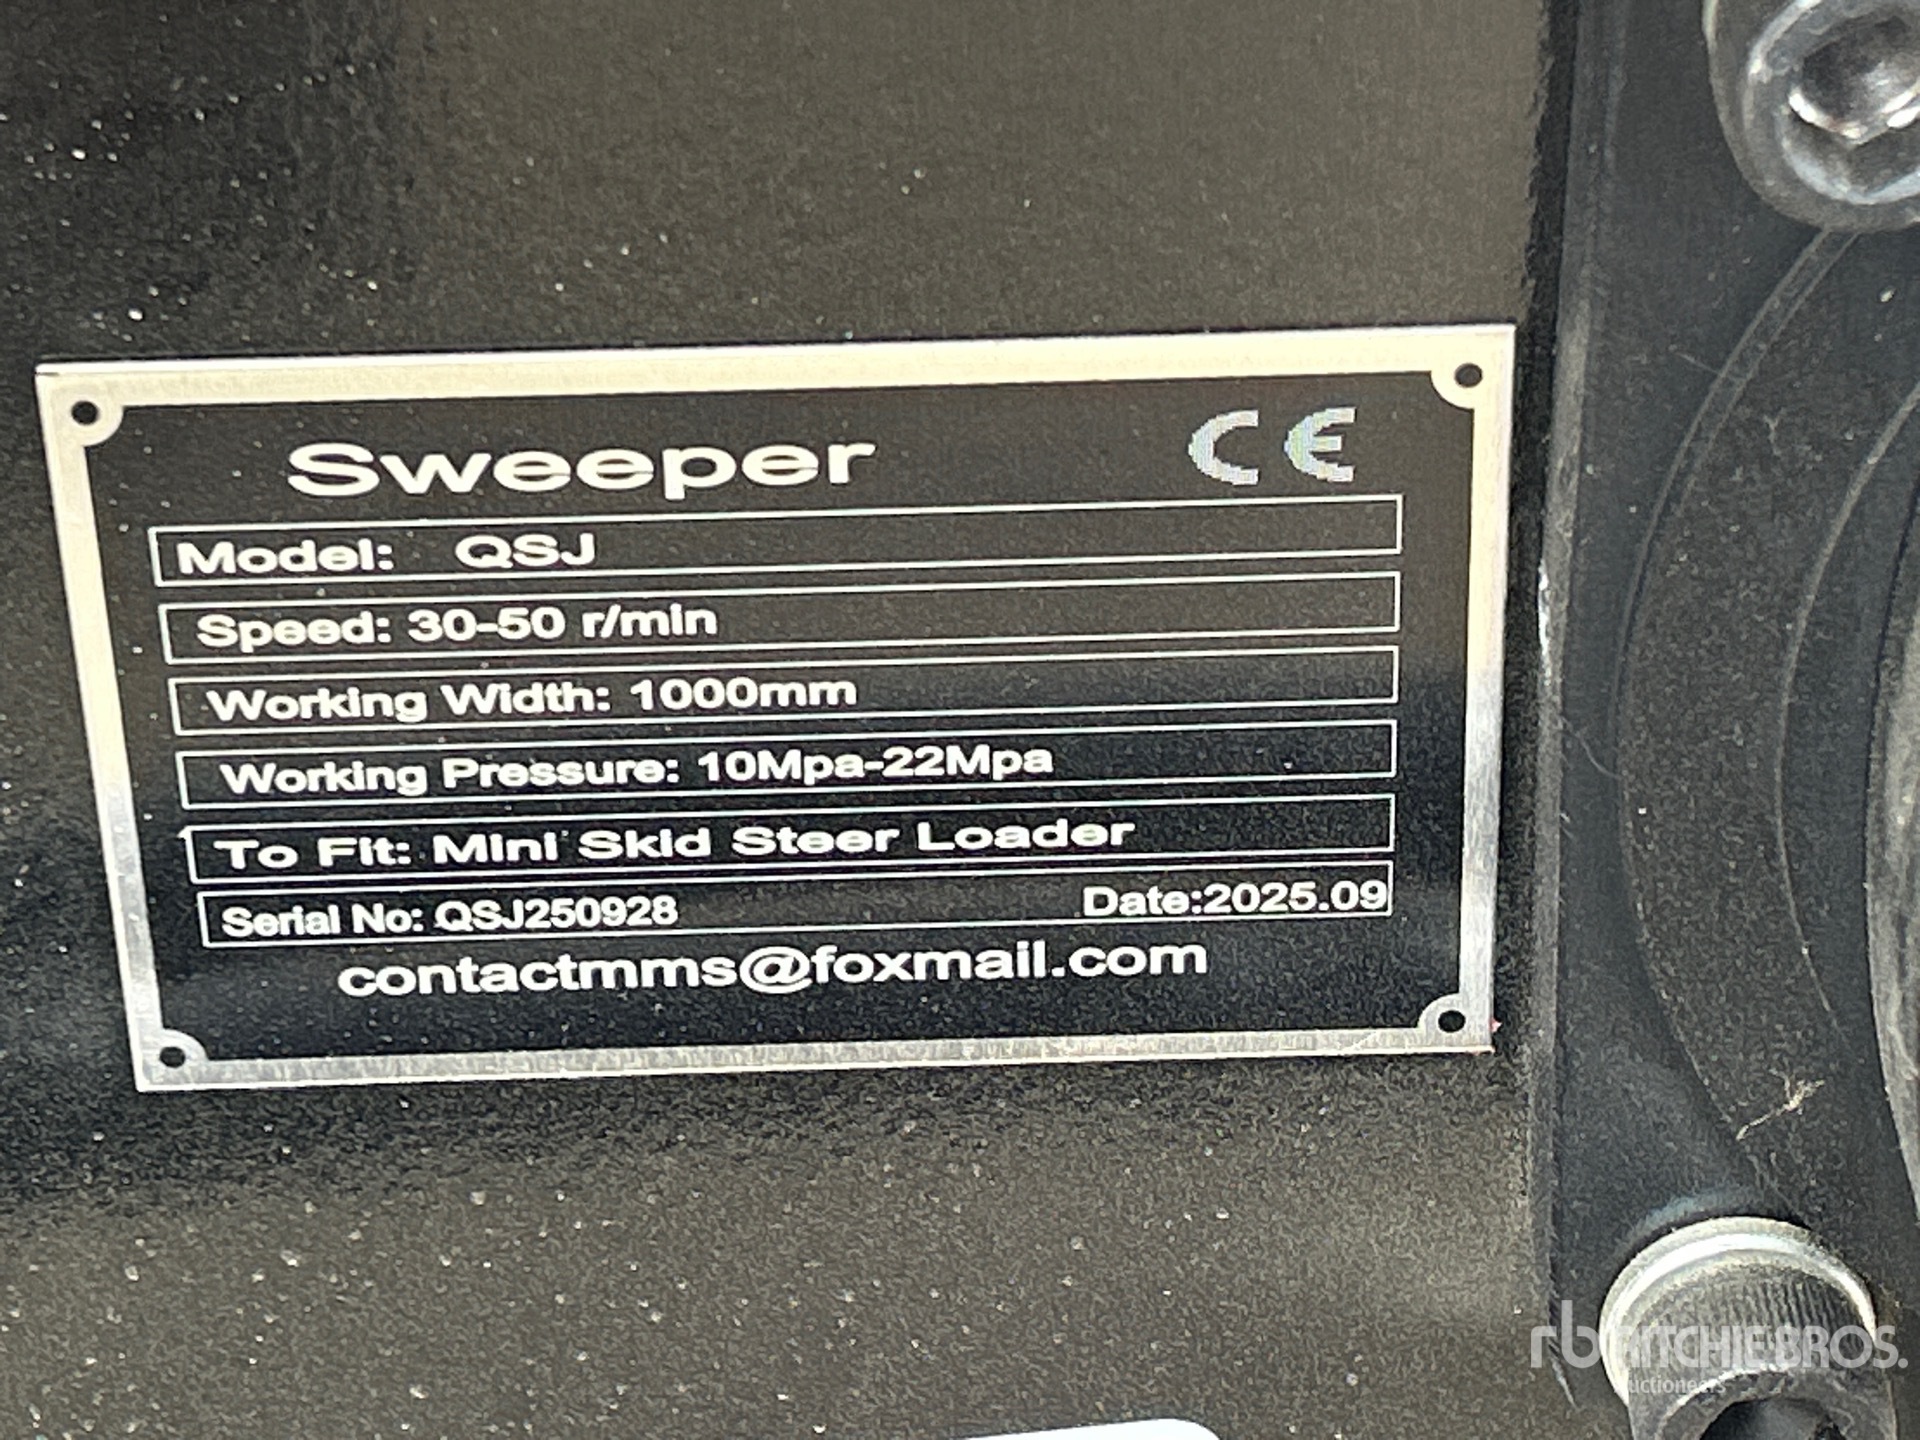 Sweeper CE
Model: QSJ
Speed: 30-50 r/min
Working Width: 1000mm
Working Pressure: 10Mpa-22Mpa
To Fit: Mini Skid Steer Loader
Serial No: QSJ250928 Date:2025.09
contactmms@foxmail.com
rb RITCHIE BROS.
Auctioneers